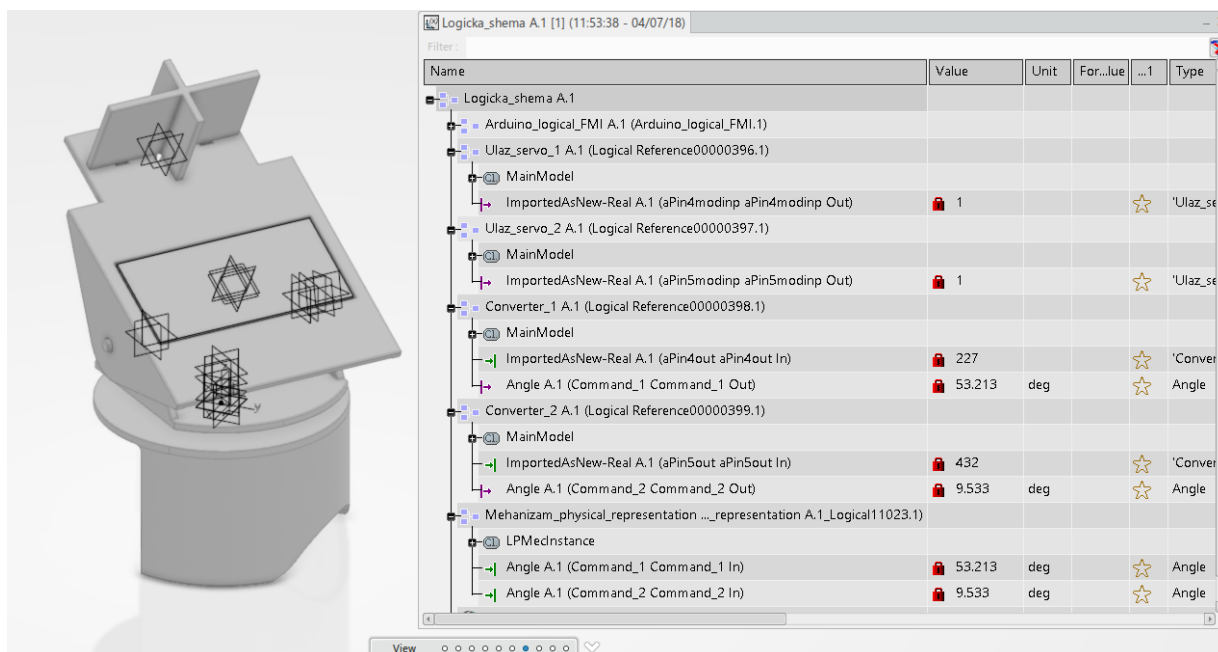 Logicka_shema A.1 [1] (11:53:38 - 04/07/18)
Filter :
Name Value Unit For...lue ...1 Type
Logicka_shema A.1
Arduino_logical_FMI A.1 (Arduino_logical_FMI.1)
Ulaz_servo_1 A.1 (Logical Reference00000396.1)
MainModel
ImportedAsNew-Real A.1 (aPin4modinp aPin4modinp Out) 1 'Ulaz_se
Ulaz_servo_2 A.1 (Logical Reference00000397.1)
MainModel
ImportedAsNew-Real A.1 (aPin5modinp aPin5modinp Out) 1 'Ulaz_se
Converter_1 A.1 (Logical Reference00000398.1)
MainModel
ImportedAsNew-Real A.1 (aPin4out aPin4out In) 227 'Conver
Angle A.1 (Command_1 Command_1 Out) 53.213 deg Angle
Converter_2 A.1 (Logical Reference00000399.1)
MainModel
ImportedAsNew-Real A.1 (aPin5out aPin5out In) 432 'Conver
Angle A.1 (Command_2 Command_2 Out) 9.533 deg Angle
Mehanizam_physical_representation ..._representation A.1_Logical11023.1)
LPMecInstance
Angle A.1 (Command_1 Command_1 In) 53.213 deg Angle
Angle A.1 (Command_2 Command_2 In) 9.533 deg Angle
y
View